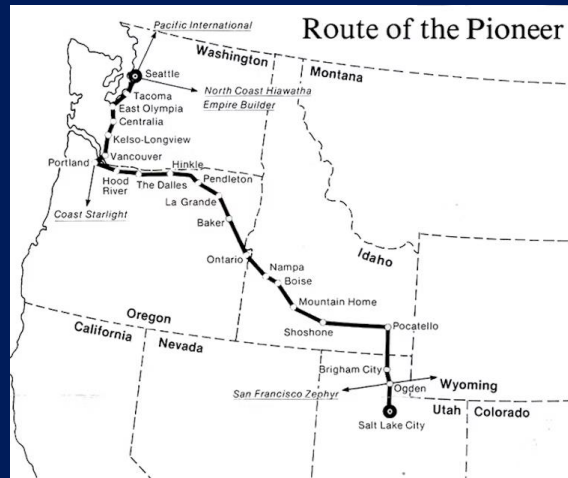 Route of the Pioneer
Pacific International
Washington
Montana
Seattle
North Coast Hiawatha
Empire Builder
Tacoma
East Olympia
Centralia
Kelso-Longview
Vancouver
Portland
Hinkle
Hood
River
The Dalles
Pendleton
La Grande
Coast Starlight
Baker
Ontario
Idaho
Nampa
Boise
Mountain Home
Oregon
Shoshone
Pocatello
California
Nevada
Brigham City
Wyoming
San Francisco Zephyr
Ogden
Utah
Colorado
Salt Lake City